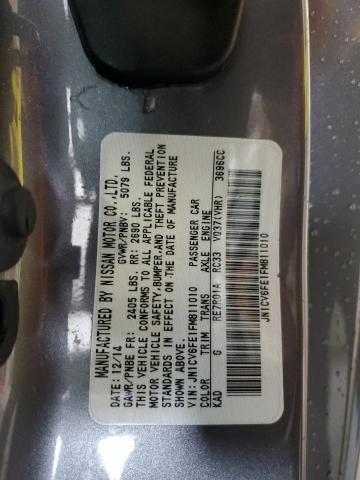 MANUFACTURED BY NISSAN MOTOR CO.,LTD.
DATE: 12/14 GVWR/PNBV: 5079 LBS.
GAWR/PNBE FR: 2405 LBS. RR: 2690 LBS.
THIS VEHICLE CONFORMS TO ALL APPLICABLE FEDERAL
MOTOR VEHICLE SAFETY,BUMPER,AND THEFT PREVENTION
STANDARDS IN EFFECT ON THE DATE OF MANUFACTURE
SHOWN ABOVE.
VIN: JN1CV6FE1FM811010 PASSENGER CAR
COLOR TRIM TRANS AXLE ENGINE
KAD G RE7R01A RC33 VQ37(VHR) 3696CC
JN1CV6FE1FM811010